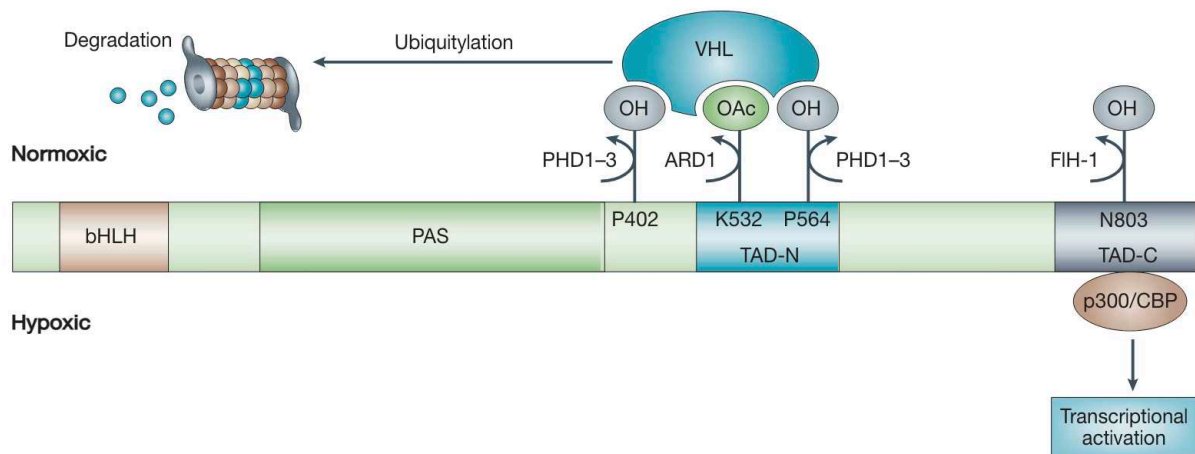 Degradation
Ubiquitylation
VHL
OH
OAc
OH
OH
Normoxic
PHD1–3
ARD1
PHD1–3
FIH-1
bHLH
PAS
P402
K532
P564
TAD-N
N803
TAD-C
Hypoxic
p300/CBP
Transcriptional
activation